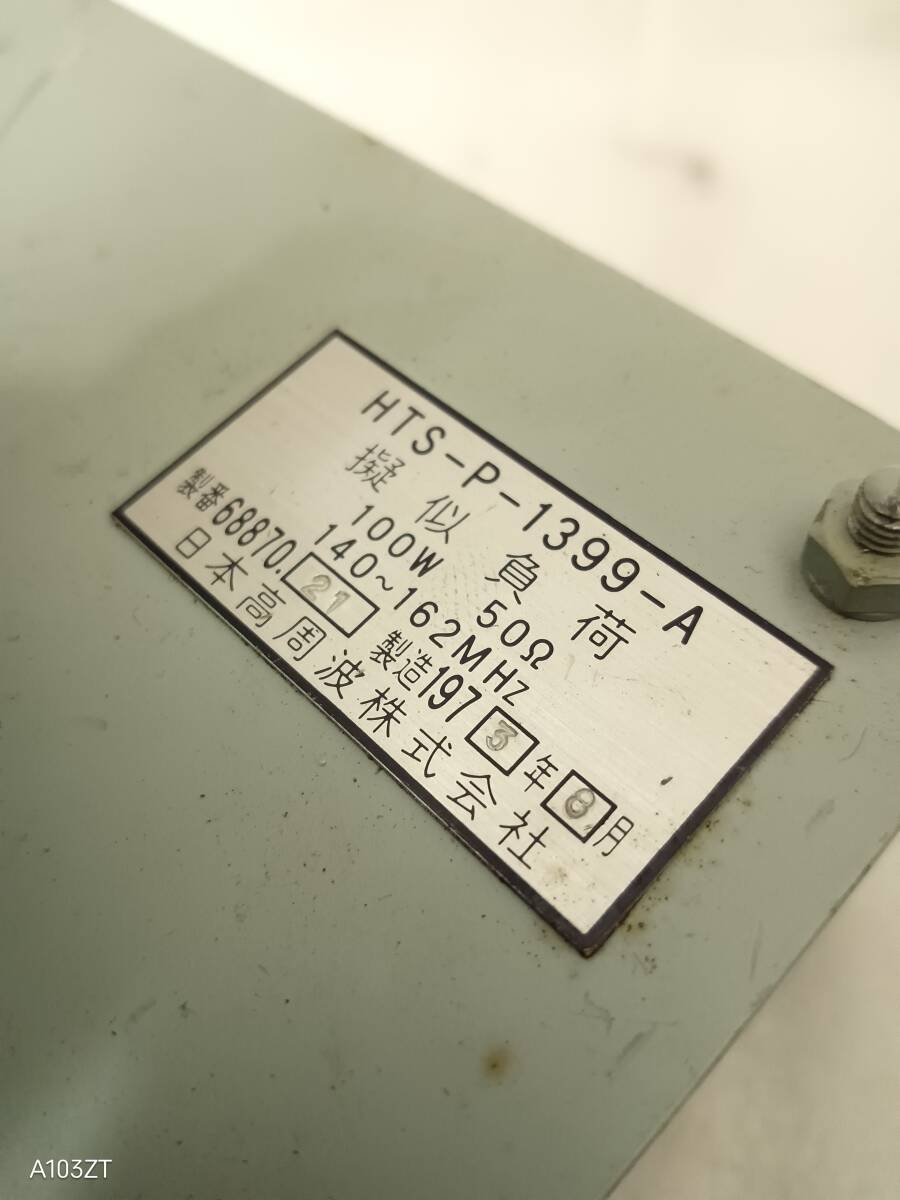 HTS-P-1399-A
擬似負荷
100W 50Ω
140~162MHZ
製番68870.21 製造1973年8月
日本高周波株式会社
A103ZT